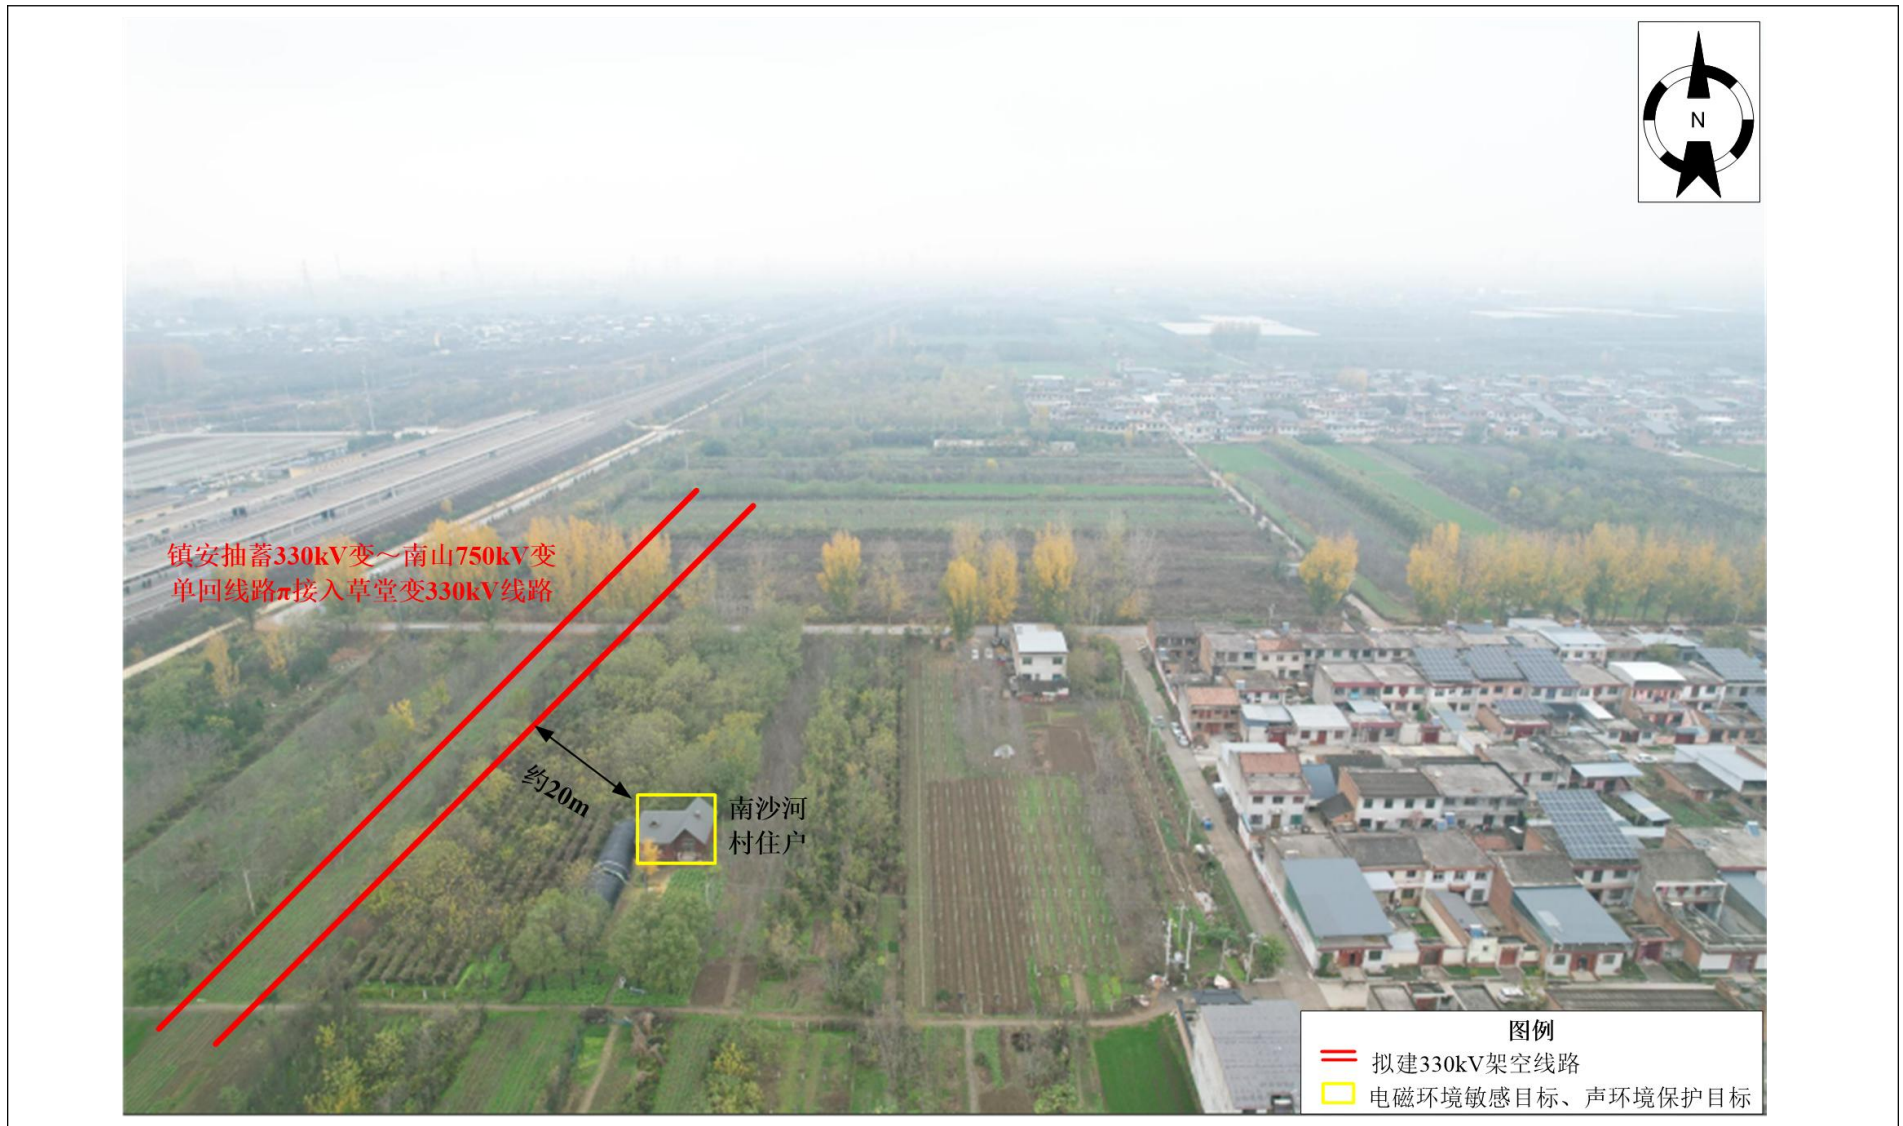 N
镇安抽蓄330kV变～南山750kV变
单回线路π接入草堂变330kV线路
约20m
南沙河
村住户
图例
拟建330kV架空线路
电磁环境敏感目标、声环境保护目标